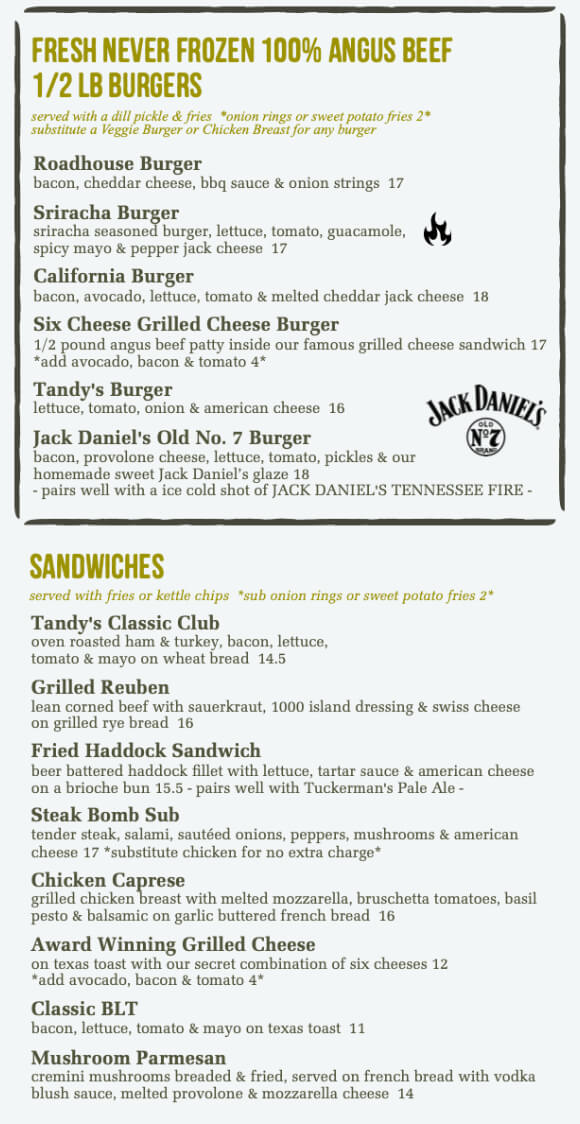 FRESH NEVER FROZEN 100% ANGUS BEEF
1/2 LB BURGERS
served with a dill pickle & fries *onion rings or sweet potato fries 2*
substitute a Veggie Burger or Chicken Breast for any burger
Roadhouse Burger
bacon, cheddar cheese, bbq sauce & onion strings 17
Sriracha Burger
sriracha seasoned burger, lettuce, tomato, guacamole,
spicy mayo & pepper jack cheese 17
California Burger
bacon, avocado, lettuce, tomato & melted cheddar jack cheese 18
Six Cheese Grilled Cheese Burger
1/2 pound angus beef patty inside our famous grilled cheese sandwich 17
*add avocado, bacon & tomato 4*
Tandy's Burger
lettuce, tomato, onion & american cheese 16
JACK DANIEL'S
OLD
Nº7
BRAND
Jack Daniel's Old No. 7 Burger
bacon, provolone cheese, lettuce, tomato, pickles & our
homemade sweet Jack Daniel's glaze 18
- pairs well with a ice cold shot of JACK DANIEL'S TENNESSEE FIRE -
SANDWICHES
served with fries or kettle chips *sub onion rings or sweet potato fries 2*
Tandy's Classic Club
oven roasted ham & turkey, bacon, lettuce,
tomato & mayo on wheat bread 14.5
Grilled Reuben
lean corned beef with sauerkraut, 1000 island dressing & swiss cheese
on grilled rye bread 16
Fried Haddock Sandwich
beer battered haddock fillet with lettuce, tartar sauce & american cheese
on a brioche bun 15.5 - pairs well with Tuckerman's Pale Ale -
Steak Bomb Sub
tender steak, salami, sautéed onions, peppers, mushrooms & american
cheese 17 *substitute chicken for no extra charge*
Chicken Caprese
grilled chicken breast with melted mozzarella, bruschetta tomatoes, basil
pesto & balsamic on garlic buttered french bread 16
Award Winning Grilled Cheese
on texas toast with our secret combination of six cheeses 12
*add avocado, bacon & tomato 4*
Classic BLT
bacon, lettuce, tomato & mayo on texas toast 11
Mushroom Parmesan
cremini mushrooms breaded & fried, served on french bread with vodka
blush sauce, melted provolone & mozzarella cheese 14